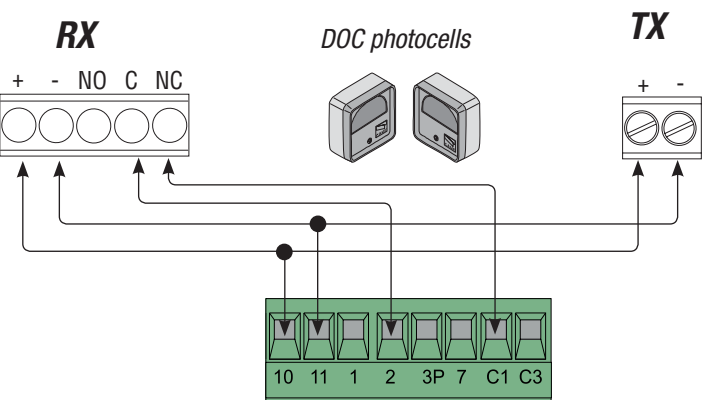 RX
DOC photocells
TX
+ - NO C NC
+ -
10 11 1 2 3P 7 C1 C3